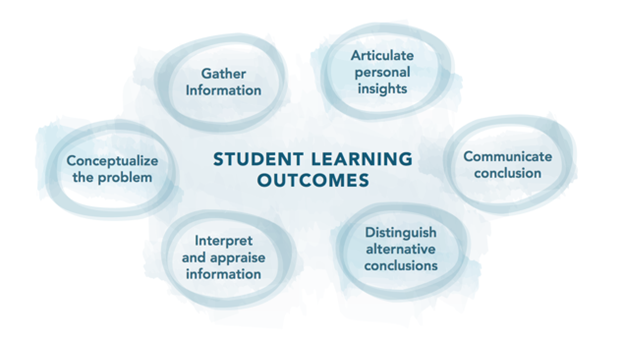 Gather
Information
Articulate
personal
insights
Conceptualize
the problem
STUDENT LEARNING
OUTCOMES
Communicate
conclusion
Interpret
and appraise
information
Distinguish
alternative
conclusions